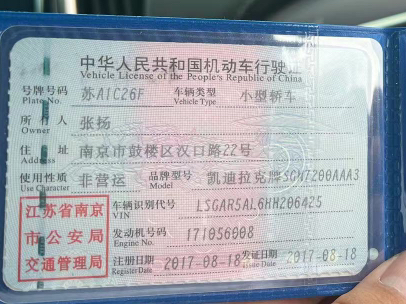 中华人民共和国机动车行驶证
Vehicle License of the People's Republic of China
号牌号码 苏A1C26F 车辆类型 小型轿车
Plate No. Vehicle Type
所有人 张扬
Owner
住址 南京市鼓楼区汉口路22号
Address
使用性质 非营运 品牌型号 凯迪拉克牌SGM7200AAA3
Use Character Model
江苏省南京
市公安局
交通管理局
车辆识别代号 LSGAR5AL6HH206425
VIN
发动机号码 171056008
Engine No.
注册日期 2017-08-18 发证日期 2017-08-18
Register Date Issue Date